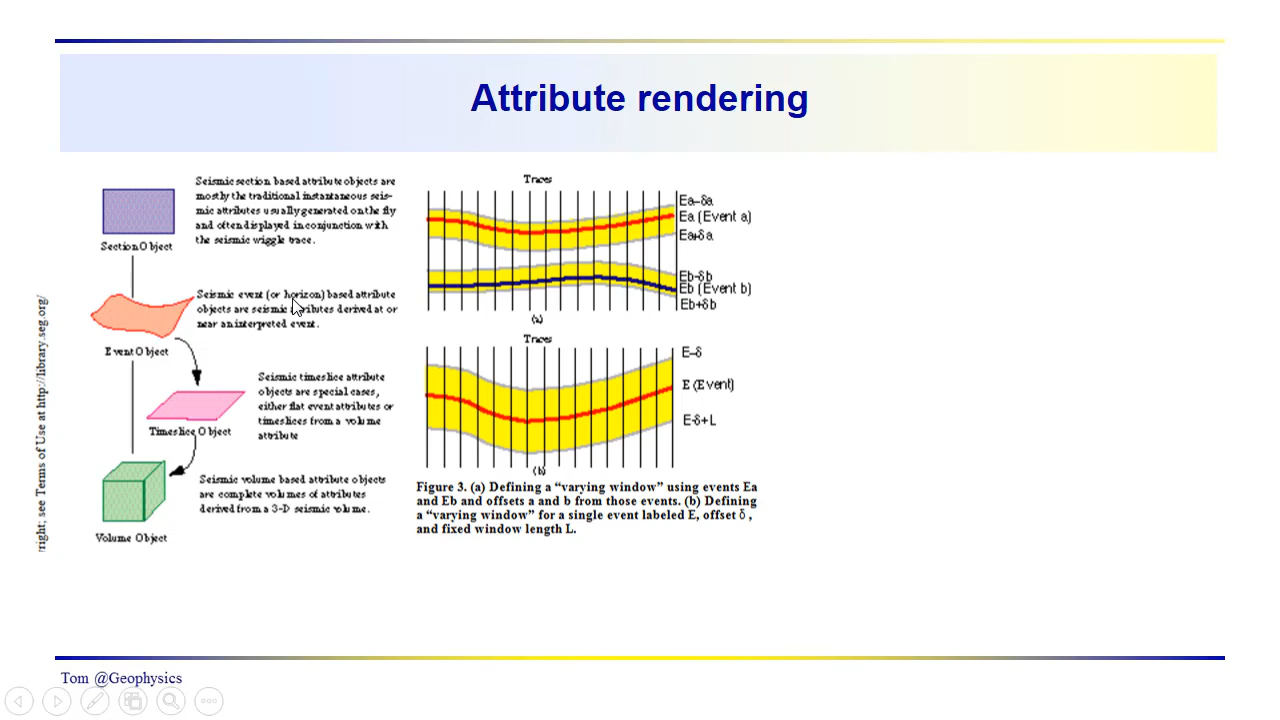 Attribute rendering
Seismic section based attribute objects are
mostly the traditional instantaneous seis-
mic attributes usually generated on the fly
and often displayed in conjunction with
the seismic wiggle trace.
Section Object
Seismic event (or horizon) based attribute
objects are seismic attributes derived at or
near an interpreted event.
Event Object
Seismic timeslice attribute
objects are special cases,
either flat event attributes or
timeslices from a volume
attribute
Timeslice Object
Seismic volume based attribute objects
are complete volumes of attributes
derived from a 3-D seismic volume.
Volume Object
right; see Terms of Use at http://library.seg.org/
Traces
Ea–δa
Ea (Event a)
Ea+δa
Eb-δb
Eb (Event b)
Eb+δb
(a)
Traces
E–δ
E (Event)
E-δ+L
(b)
Figure 3. (a) Defining a “varying window” using events Ea
and Eb and offsets a and b from those events. (b) Defining
a “varying window” for a single event labeled E, offset δ ,
and fixed window length L.
Tom @Geophysics